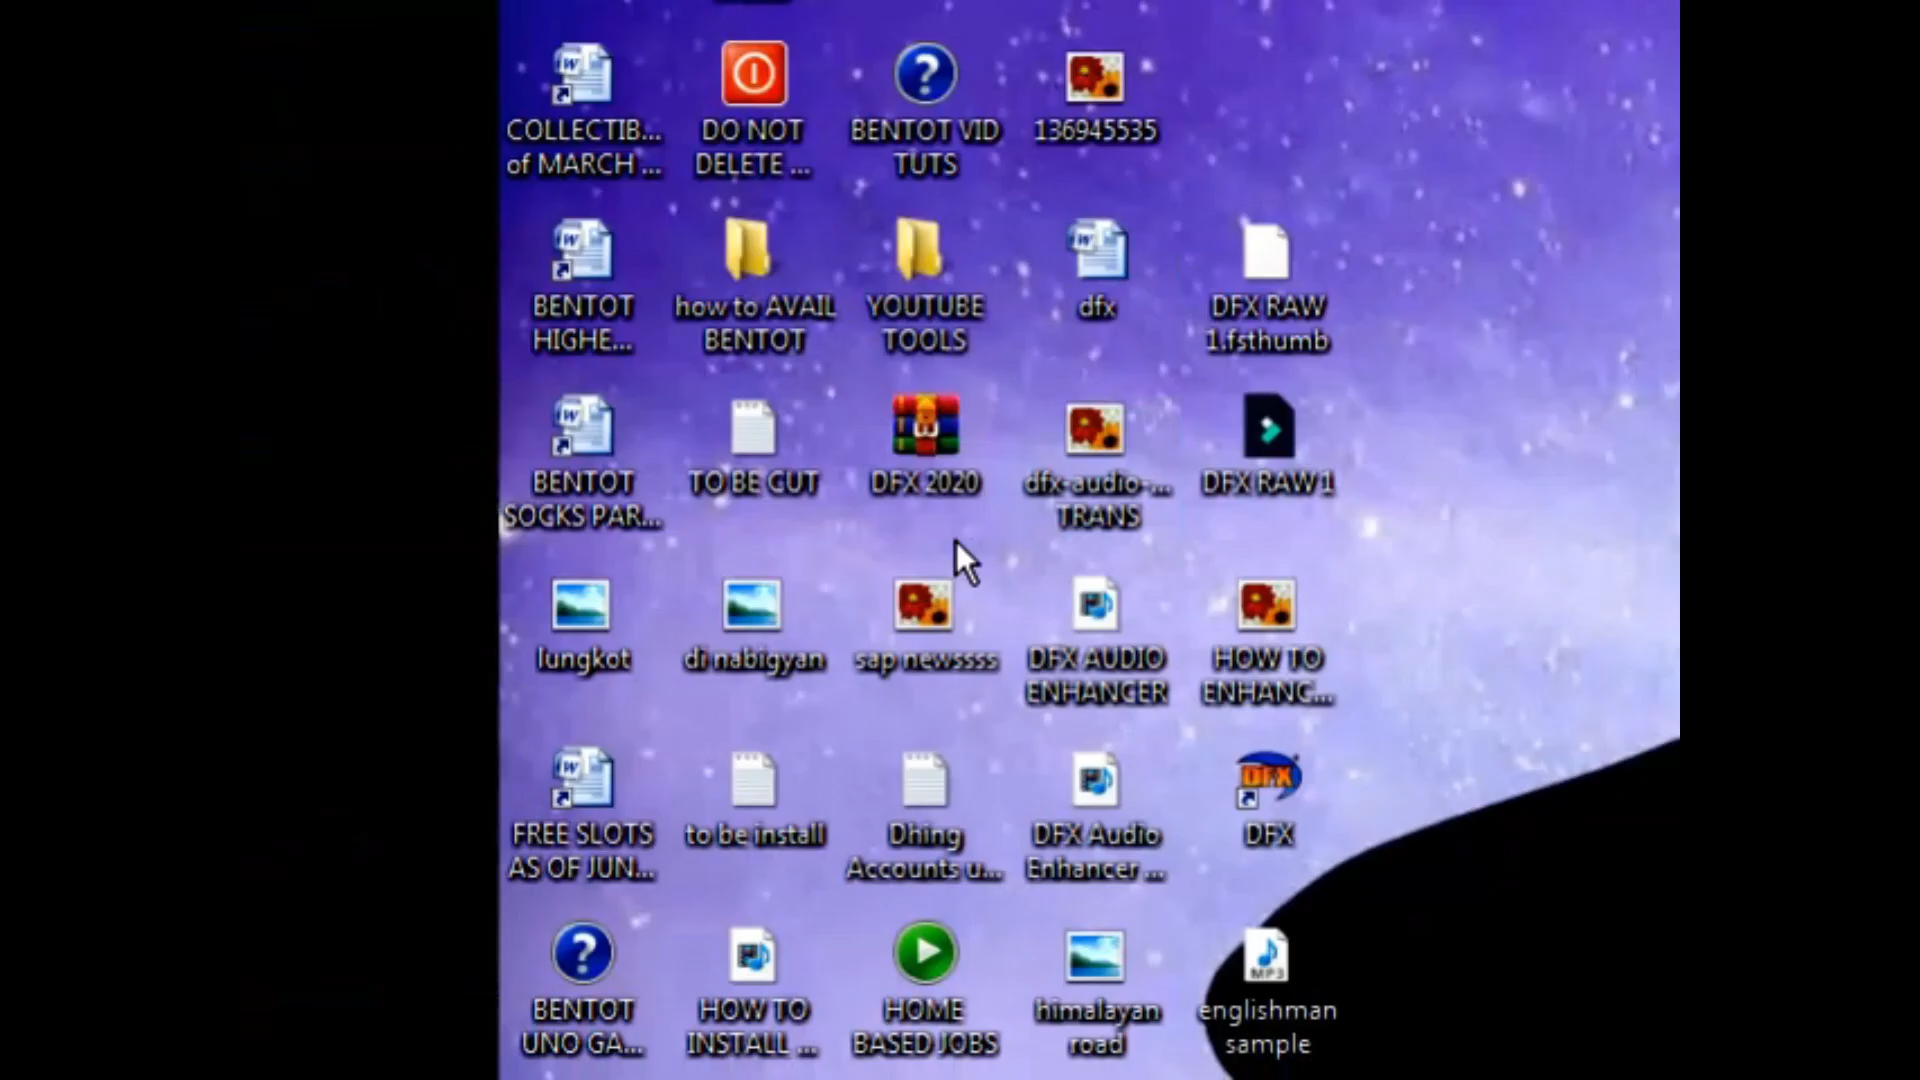 COLLECTIB...
of MARCH ...
DO NOT
DELETE ...
BENTOT VID
TUTS
136945535
BENTOT
HIGHE...
how to AVAIL
BENTOT
YOUTUBE
TOOLS
dfx
DFX RAW
1.fsthumb
BENTOT
SOCKS PAR...
TO BE CUT
DFX 2020
dfx-audio-...
TRANS
DFX RAW 1
lungkot
di nabigyan
sap newssss
DFX AUDIO
ENHANCER
HOW TO
ENHANC...
FREE SLOTS
AS OF JUN...
to be install
Dhing
Accounts u...
DFX Audio
Enhancer ...
DFX
DFX
BENTOT
UNO GA...
HOW TO
INSTALL ...
HOME
BASED JOBS
himalayan
road
MP3
englishman
sample